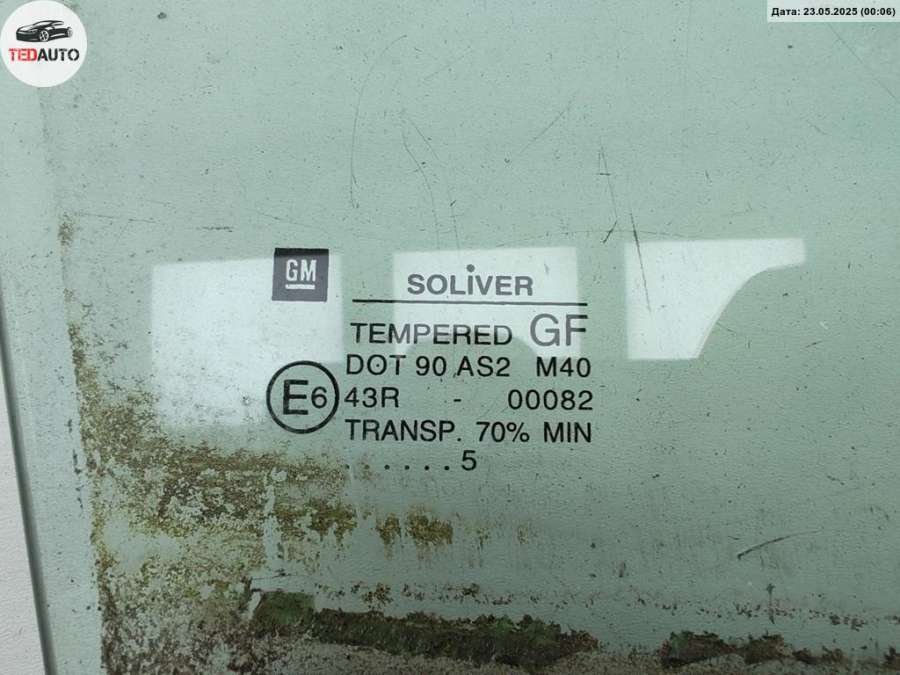 TEDAUTO
Дата: 23.05.2025 (00:06)
GM
SOLIVER
TEMPERED GF
DOT 90 AS2 M40
E6 43R - 00082
TRANSP. 70% MIN
. . . . . . 5